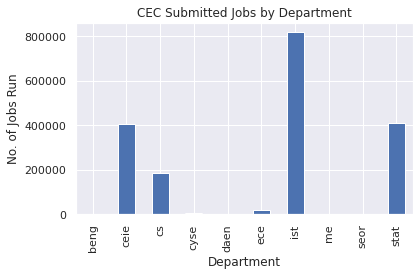 CEC Submitted Jobs by Department
No. of Jobs Run
800000
600000
400000
200000
0
beng
ceie
cs
cyse
daen
ece
ist
me
seor
stat
Department